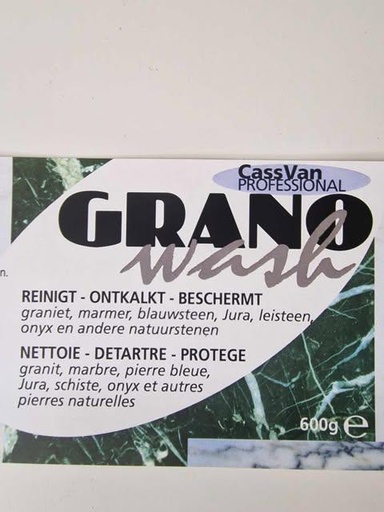 CassVan
PROFESSIONAL
GRANO
wash
n.
REINIGT - ONTKALKT - BESCHERMT
graniet, marmer, blauwsteen, Jura, leisteen,
onyx en andere natuurstenen
NETTOIE - DETARTRE - PROTEGE
granit, marbre, pierre bleue,
Jura, schiste, onyx et autres
pierres naturelles
600g ℮